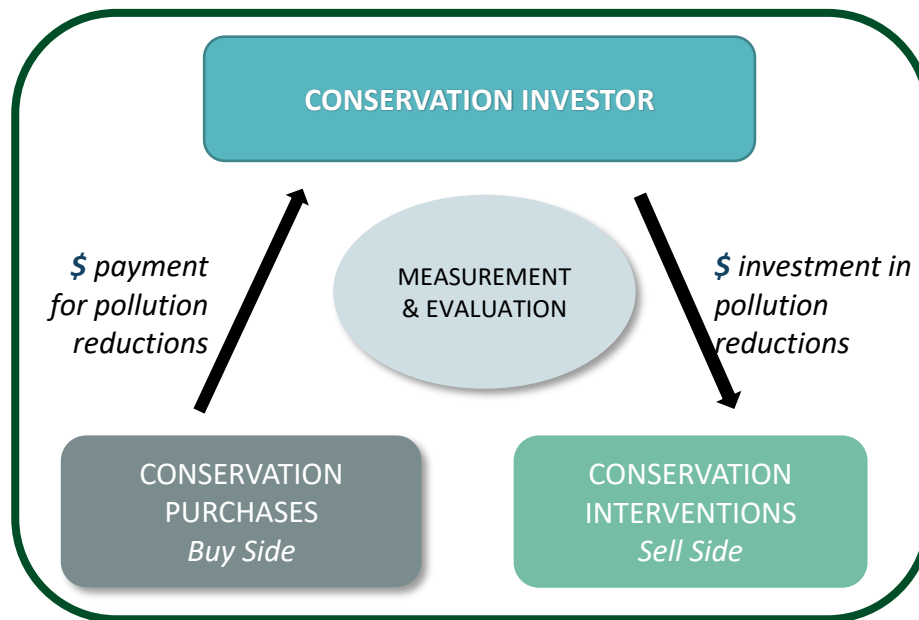 CONSERVATION INVESTOR
$ payment
for pollution
reductions
MEASUREMENT
& EVALUATION
$ investment in
pollution
reductions
CONSERVATION
PURCHASES
Buy Side
CONSERVATION
INTERVENTIONS
Sell Side